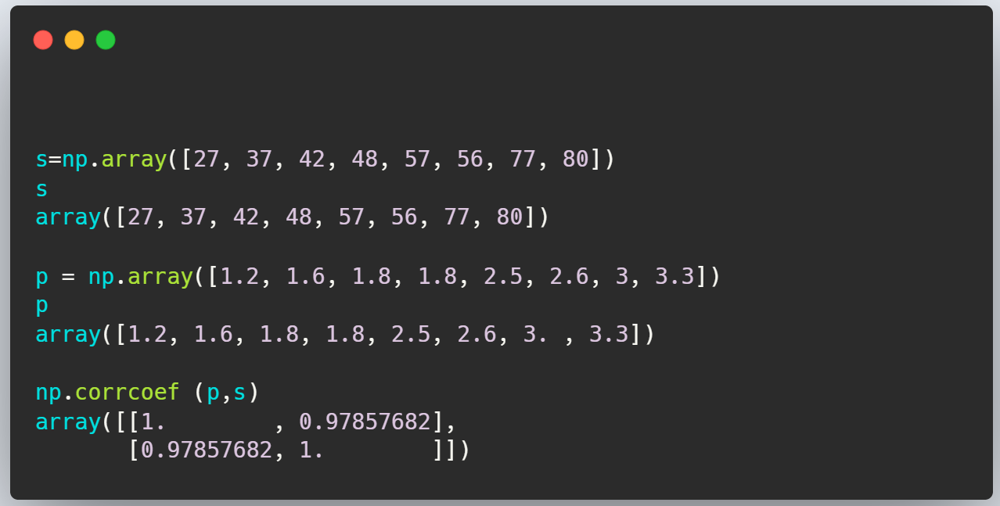 s=np.array([27, 37, 42, 48, 57, 56, 77, 80])
s
array([27, 37, 42, 48, 57, 56, 77, 80])
p = np.array([1.2, 1.6, 1.8, 1.8, 2.5, 2.6, 3, 3.3])
p
array([1.2, 1.6, 1.8, 1.8, 2.5, 2.6, 3. , 3.3])
np.corrcoef (p,s)
array([[1.        , 0.97857682],
       [0.97857682, 1.        ]])